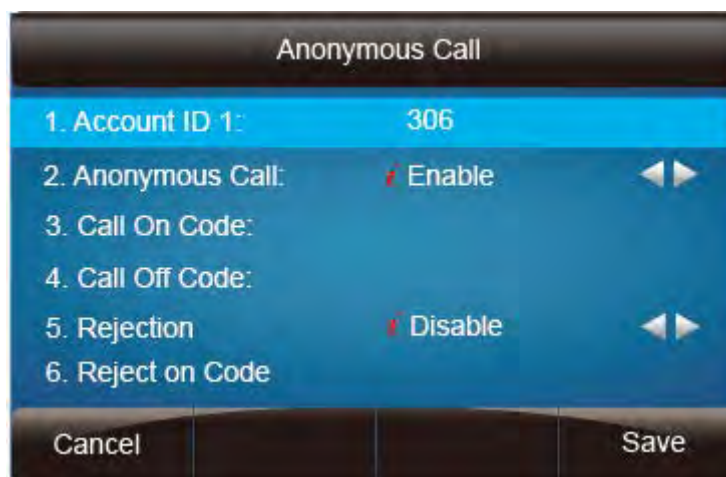 Anonymous Call
1. Account ID 1: 306
2. Anonymous Call: i Enable
3. Call On Code:
4. Call Off Code:
5. Rejection i Disable
6. Reject on Code
Cancel Save